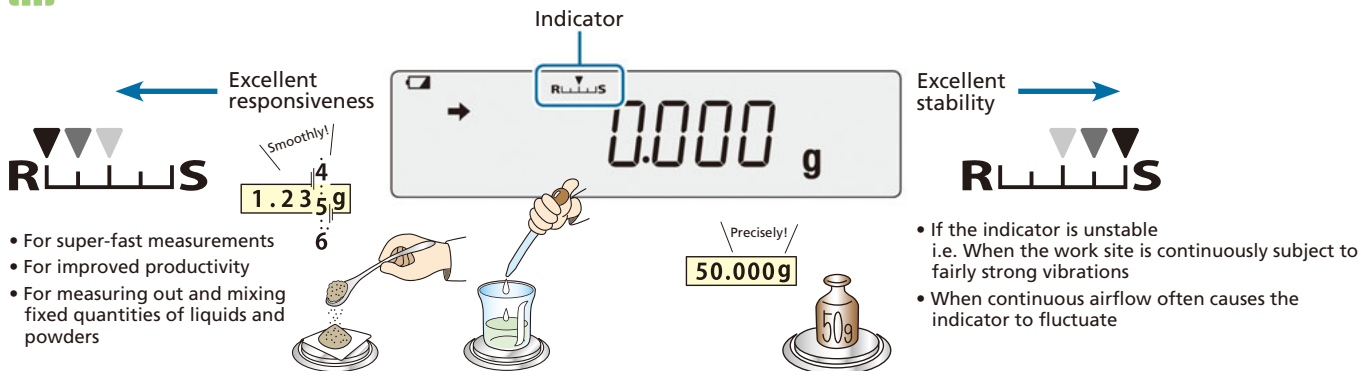 Indicator
Excellent
responsiveness
R S
0.000 g
Excellent
stability
R S
Smoothly!
4
1.23 5 g
6
R S
• For super-fast measurements
• For improved productivity
• For measuring out and mixing
fixed quantities of liquids and
powders
Precisely!
50.000g
50g
• If the indicator is unstable
i.e. When the work site is continuously subject to
fairly strong vibrations
• When continuous airflow often causes the
indicator to fluctuate